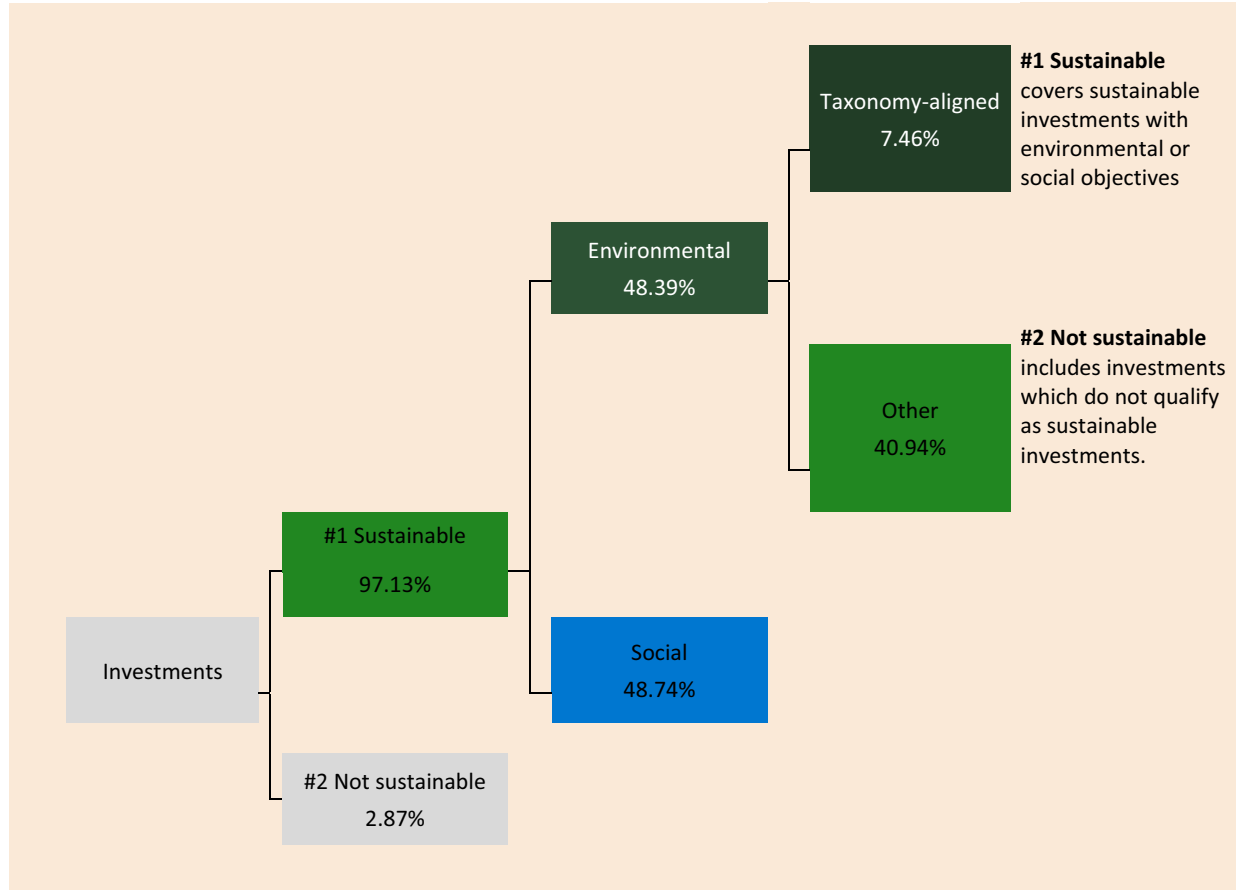 Taxonomy-aligned
7.46%
#1 Sustainable
covers sustainable
investments with
environmental or
social objectives
Environmental
48.39%
Other
40.94%
#2 Not sustainable
includes investments
which do not qualify
as sustainable
investments.
#1 Sustainable
97.13%
Investments
Social
48.74%
#2 Not sustainable
2.87%